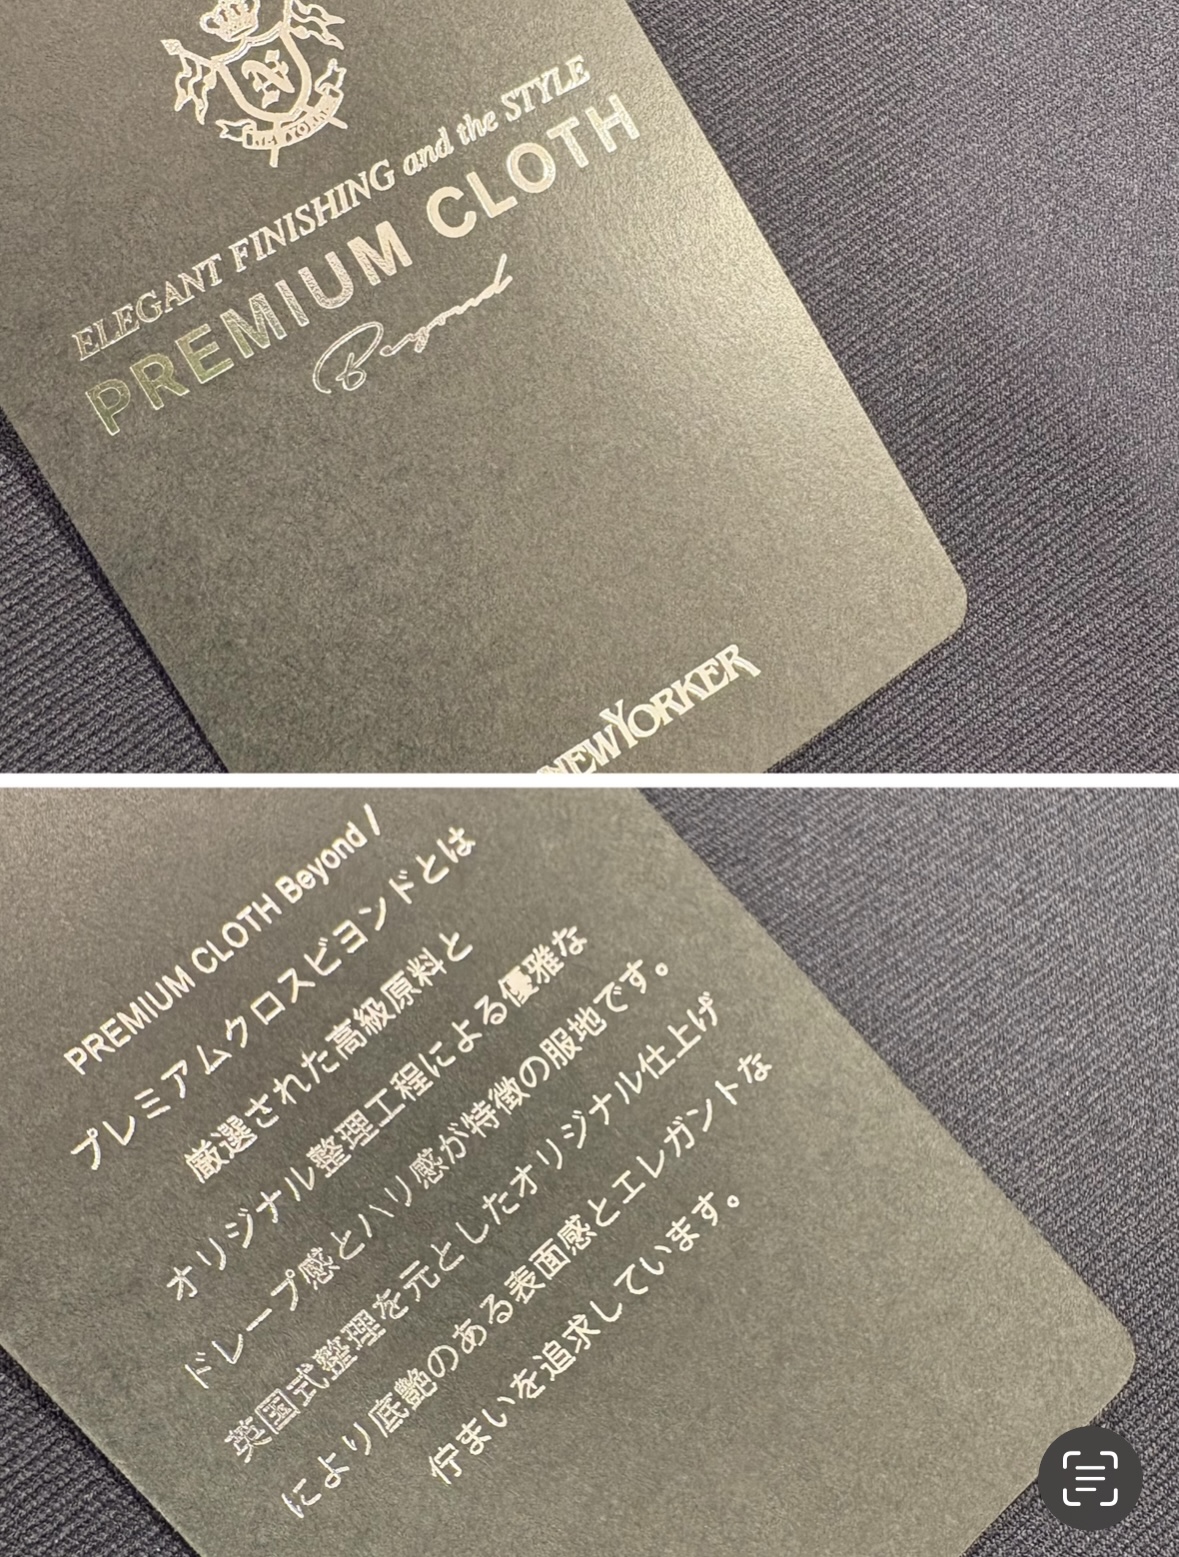 NEW YORKER
ELEGANT FINISHING and the STYLE
PREMIUM CLOTH
Beyond
NEWYORKER
PREMIUM CLOTH Beyond /
プレミアムクロスビヨンドとは
厳選された高級原料と
オリジナル整理工程による優雅な
ドレープ感とハリ感が特徴の服地です。
英国式整理を元としたオリジナル仕上げ
により底艶のある表面感とエレガントな
佇まいを追求しています。